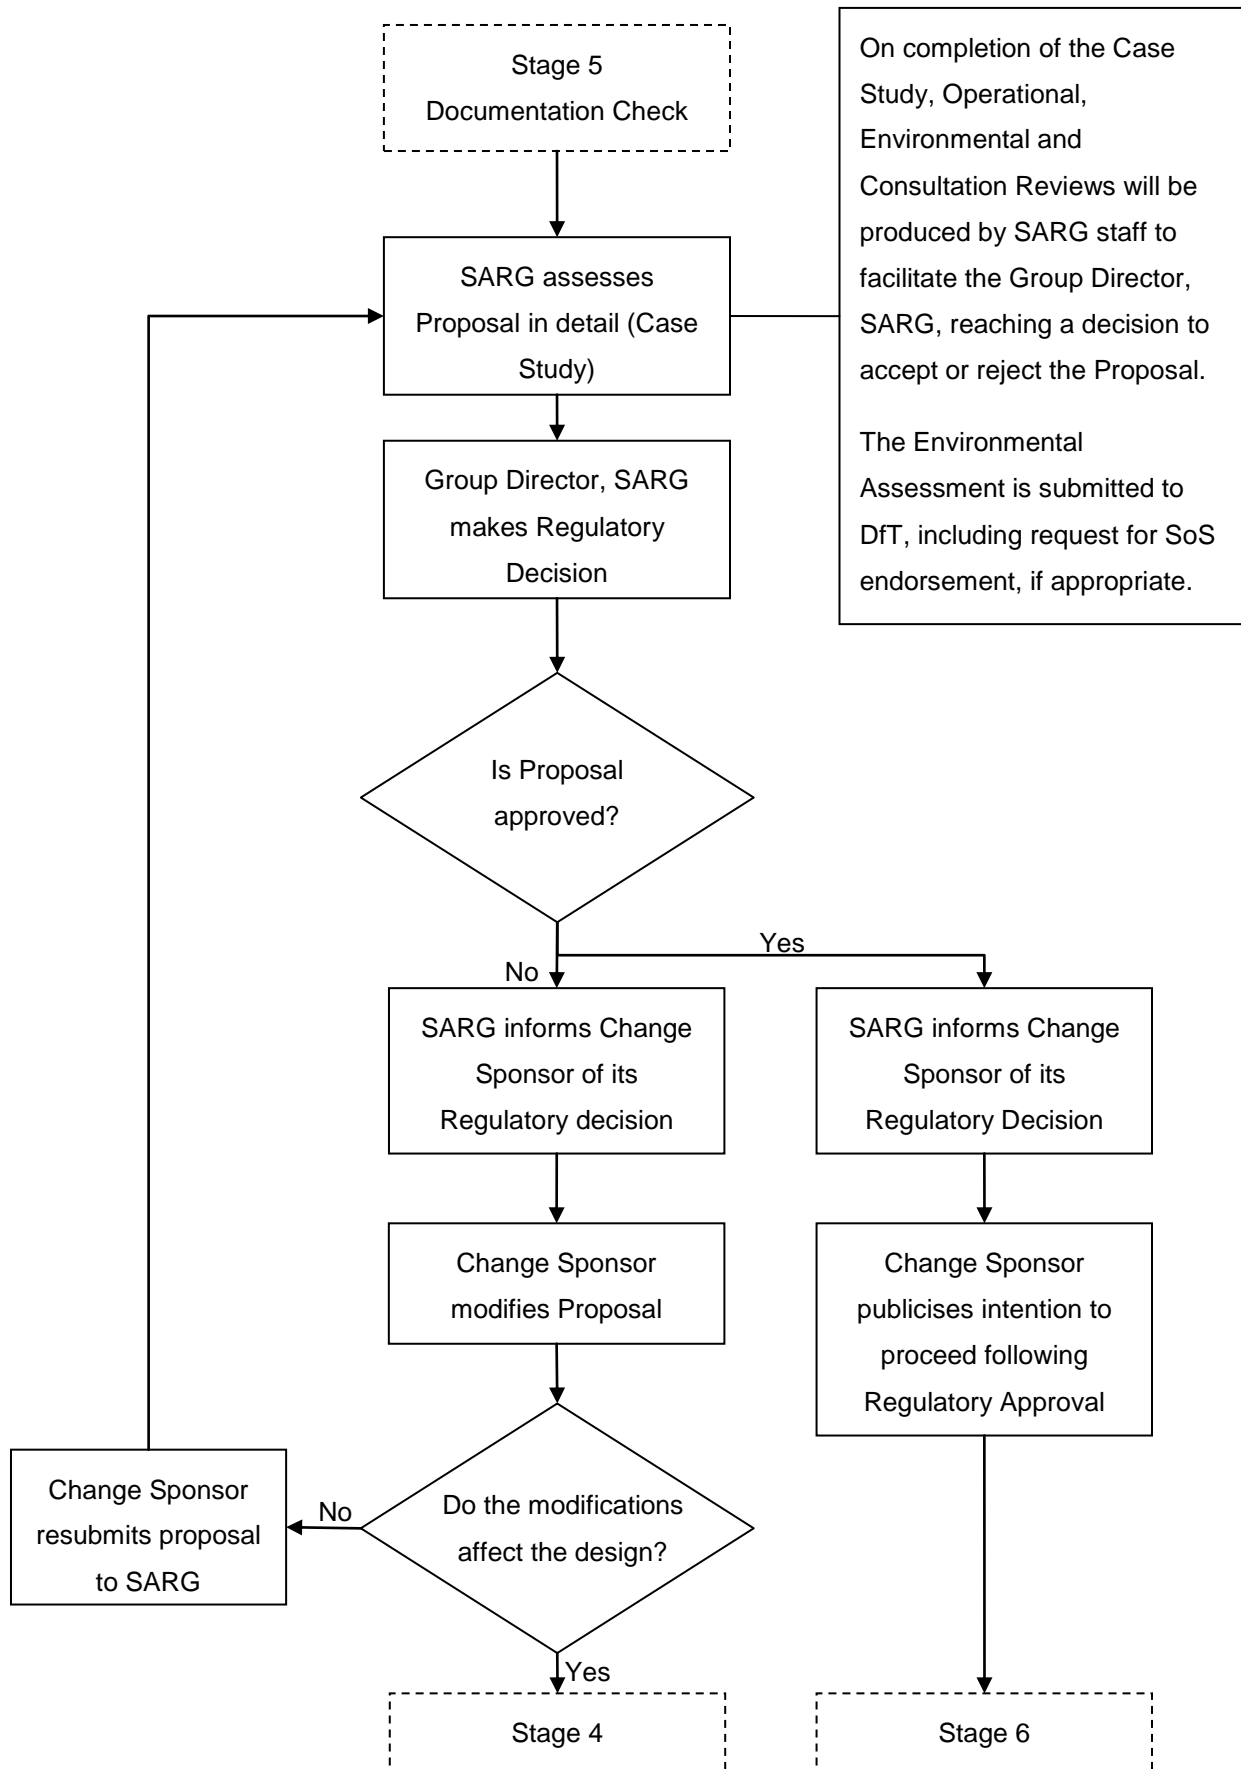 Stage 5
Documentation Check
On completion of the Case
Study, Operational,
Environmental and
Consultation Reviews will be
produced by SARG staff to
facilitate the Group Director,
SARG, reaching a decision to
accept or reject the Proposal.
The Environmental
Assessment is submitted to
DfT, including request for SoS
endorsement, if appropriate.
SARG assesses
Proposal in detail (Case
Study)
Group Director, SARG
makes Regulatory
Decision
Is Proposal
approved?
Yes
No
SARG informs Change
Sponsor of its
Regulatory decision
SARG informs Change
Sponsor of its
Regulatory Decision
Change Sponsor
modifies Proposal
Change Sponsor
publicises intention to
proceed following
Regulatory Approval
Change Sponsor
resubmits proposal
to SARG
No
Do the modifications
affect the design?
Yes
Stage 4
Stage 6